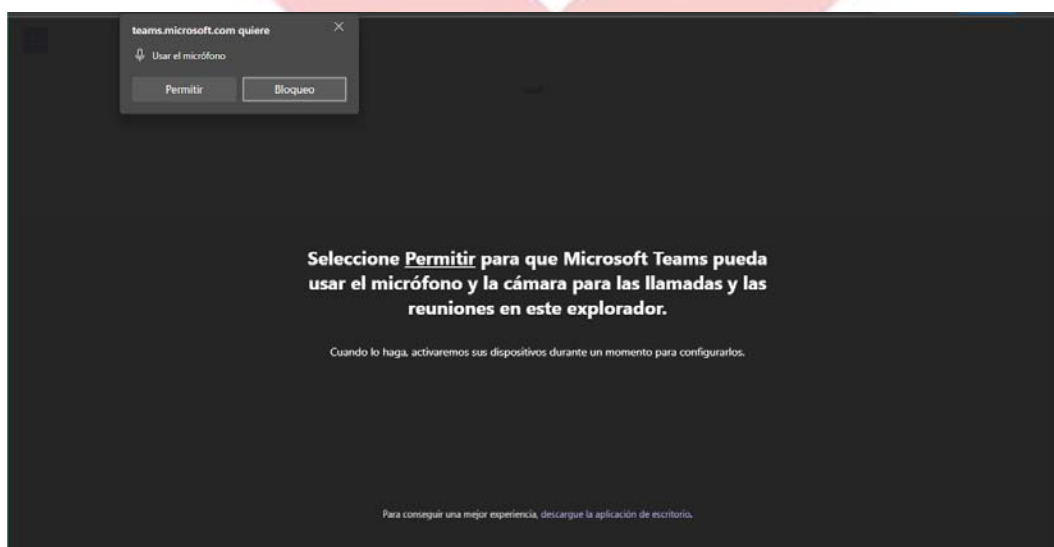 teams.microsoft.com quiere
Usar el micrófono
Permitir
Bloqueo
Seleccione Permitir para que Microsoft Teams pueda
usar el micrófono y la cámara para las llamadas y las
reuniones en este explorador.
Cuando lo haga, activaremos sus dispositivos durante un momento para configurarlos.
Para conseguir una mejor experiencia, descargue la aplicación de escritorio.